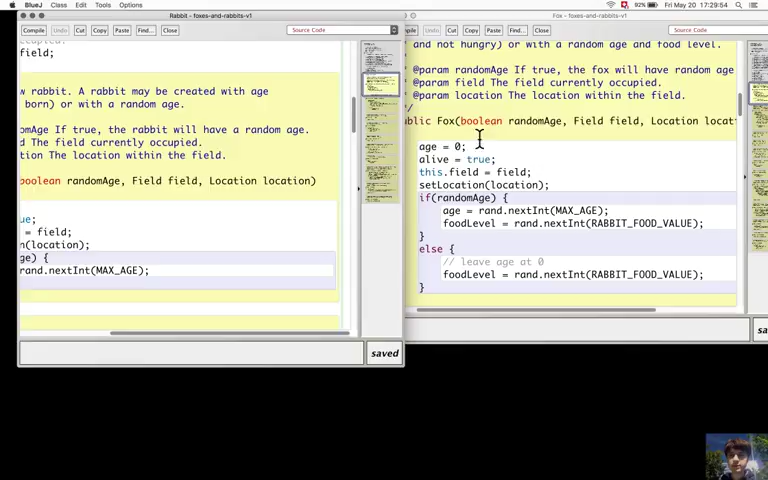 BlueJ Class Edit Tools Options
92% Fri May 20 17:29:54
Rabbit - foxes-and-rabbits-v1
Fox - foxes-and-rabbits-v1
Compile Undo Cut Copy Paste Find... Close Source Code
pile Undo Cut Copy Paste Find... Close Source Code
field;
w rabbit. A rabbit may be created with age
born) or with a random age.
omAge If true, the rabbit will have a random age.
d The field currently occupied.
tion The location within the field.
boolean randomAge, Field field, Location location)
ue;
= field;
n(location);
ge) {
rand.nextInt(MAX_AGE);
saved
and not hungry) or with a random age and food level.
@param randomAge If true, the fox will have random age
@param field The field currently occupied.
@param location The location within the field.
*/
ublic Fox(boolean randomAge, Field field, Location locat
age = 0;
alive = true;
this.field = field;
setLocation(location);
if(randomAge) {
age = rand.nextInt(MAX_AGE);
foodLevel = rand.nextInt(RABBIT_FOOD_VALUE);
}
else {
// leave age at 0
foodLevel = rand.nextInt(RABBIT_FOOD_VALUE);
}
sa